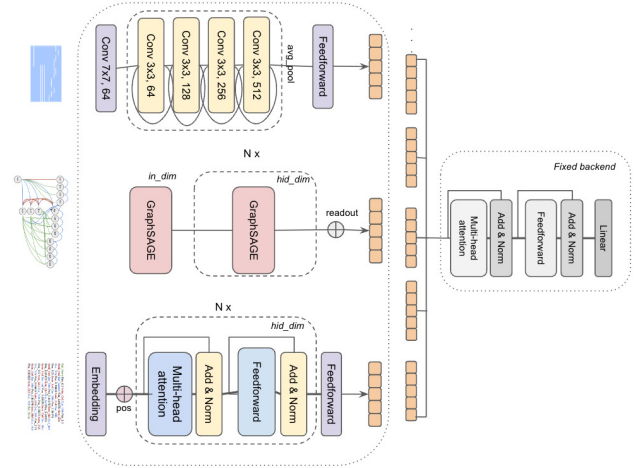 Conv 7x7, 64
Conv 3x3, 64
Conv 3x3, 128
Conv 3x3, 256
Conv 3x3, 512
avg_pool
Feedforward
. . .
N x
in_dim
hid_dim
GraphSAGE
GraphSAGE
readout
N x
hid_dim
Embedding
pos
Multi-head
attention
Add & Norm
Feedforward
Add & Norm
Feedforward
Fixed backend
Multi-head
attention
Add & Norm
Feedforward
Add & Norm
Linear